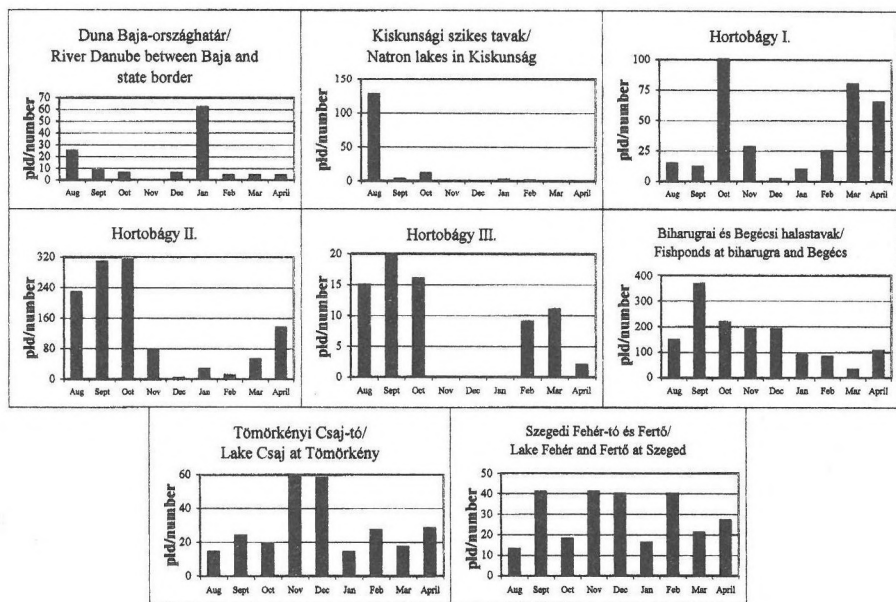 Duna Baja-országhatár/
River Danube between Baja and
state border
pld/number
70
60
50
40
30
20
10
0
Aug Sept Oct Nov Dec Jan Feb Mar April
Kiskunsági szikes tavak/
Natron lakes in Kiskunság
pld/number
150
100
50
0
Aug Sept Oct Nov Dec Jan Feb Mar April
Hortobágy I.
pld/number
100
75
50
25
0
Aug Sept Oct Nov Dec Jan Feb Mar April
Hortobágy II.
pld/number
320
240
160
80
0
Aug Sept Oct Nov Dec Jan Feb Mar April
Hortobágy III.
pld/number
20
15
10
5
0
Aug Sept Oct Nov Dec Jan Feb Mar April
Biharugrai és Begécsi halastavak/
Fishponds at biharugra and Begécs
pld/number
400
300
200
100
0
Aug Sept Oct Nov Dec Jan Feb Mar April
Tömörkényi Csaj-tó/
Lake Csaj at Tömörkény
pld/number
60
40
20
0
Aug Sept Oct Nov Dec Jan Feb Mar April
Szegedi Fehér-tó és Fertő/
Lake Fehér and Fertő at Szeged
pld/number
50
40
30
20
10
0
Aug Sept Oct Nov Dec Jan Feb Mar April